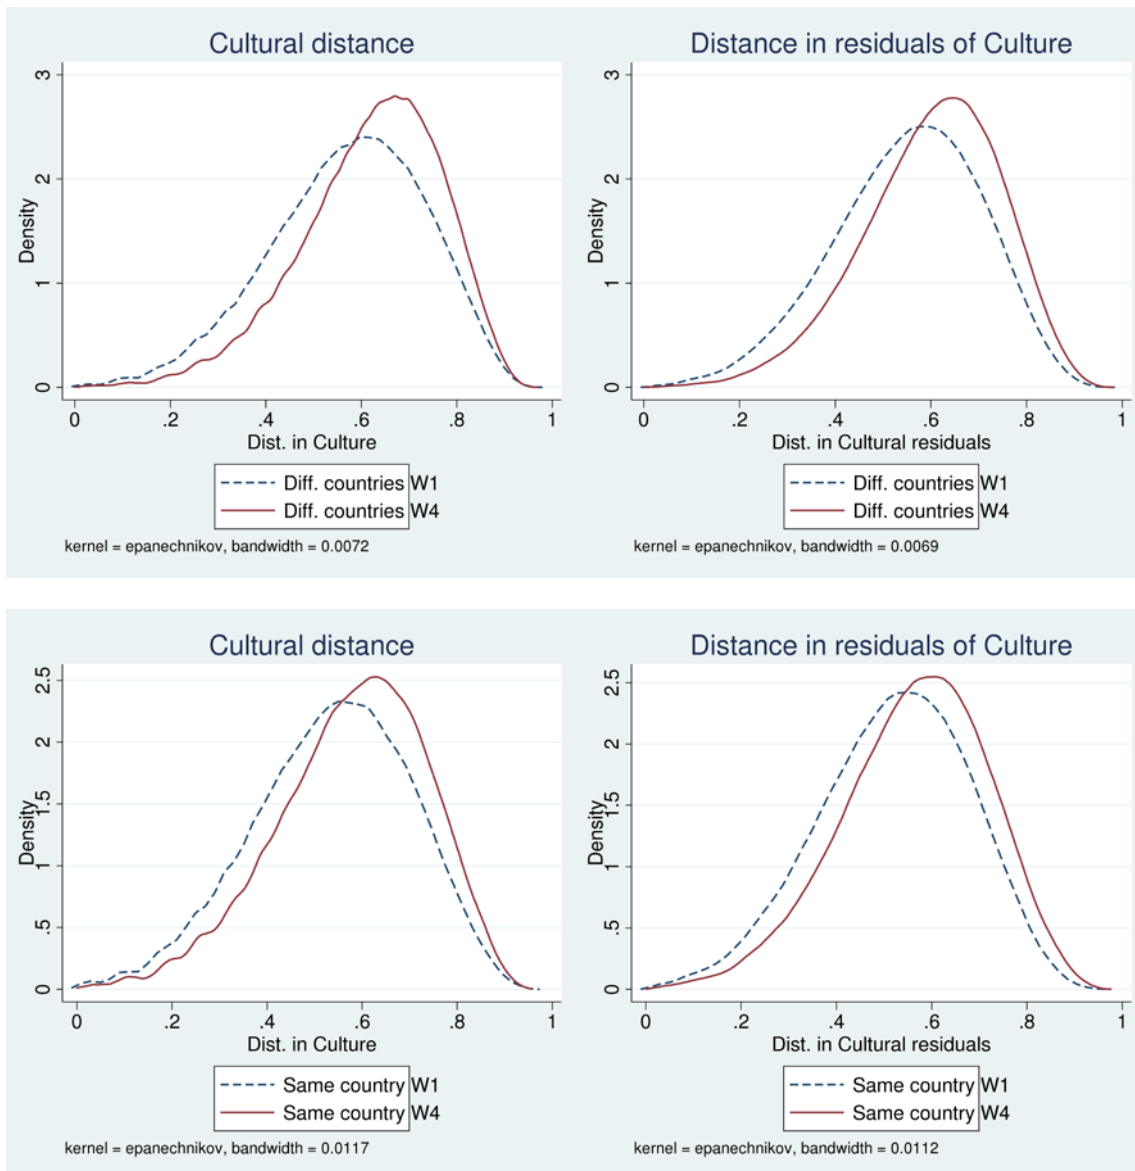 Cultural distance
Density
3
2
1
0
0 .2 .4 .6 .8 1
Dist. in Culture
Diff. countries W1
Diff. countries W4
kernel = epanechnikov, bandwidth = 0.0072
Distance in residuals of Culture
Density
3
2
1
0
0 .2 .4 .6 .8 1
Dist. in Cultural residuals
Diff. countries W1
Diff. countries W4
kernel = epanechnikov, bandwidth = 0.0069
Cultural distance
Density
2.5
2
1.5
1
.5
0
0 .2 .4 .6 .8 1
Dist. in Culture
Same country W1
Same country W4
kernel = epanechnikov, bandwidth = 0.0117
Distance in residuals of Culture
Density
2.5
2
1.5
1
.5
0
0 .2 .4 .6 .8 1
Dist. in Cultural residuals
Same country W1
Same country W4
kernel = epanechnikov, bandwidth = 0.0112